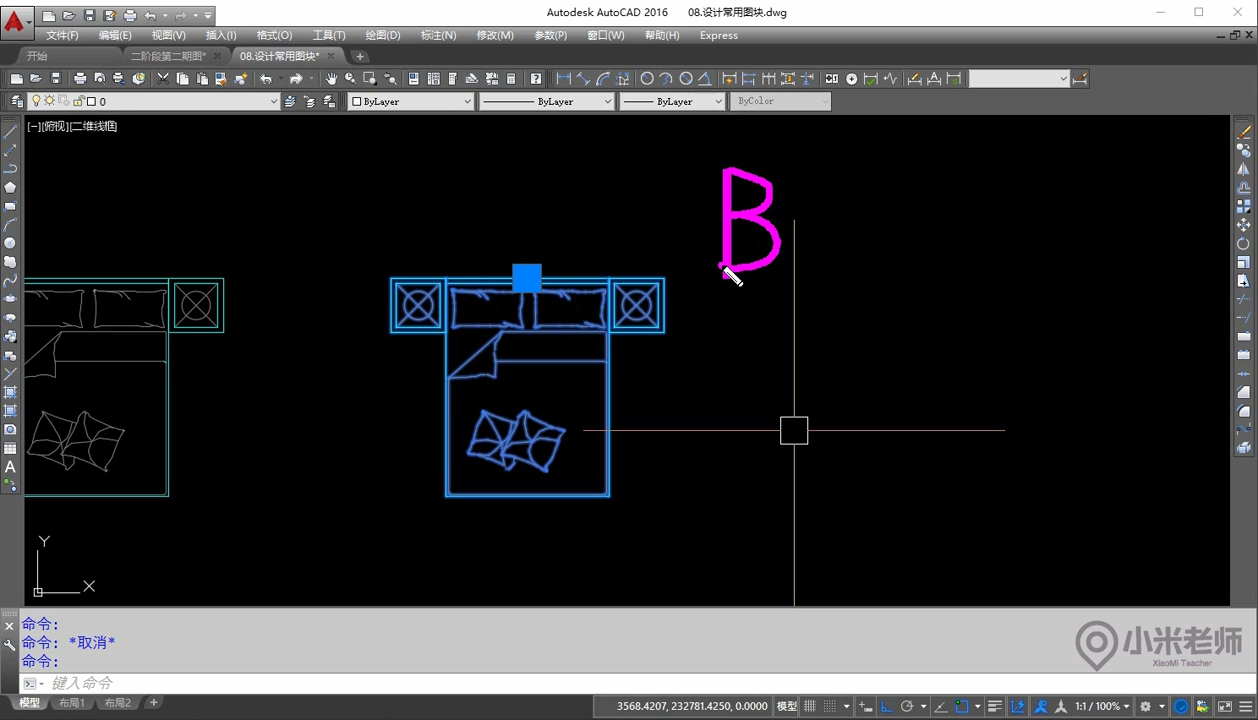 Autodesk AutoCAD 2016 08.设计常用图块.dwg
文件(F) 编辑(E) 视图(V) 插入(I) 格式(O) 工具(T) 绘图(D) 标注(N) 修改(M) 参数(P) 窗口(W) 帮助(H) Express
开始 二阶段第二期图* 08.设计常用图块*
0 ByLayer ByLayer ByLayer ByColor
[−][俯视][二维线框]
B
Y
X
命令:
命令: *取消*
命令:
键入命令
小米老师
XiaoMi Teacher
模型 布局1 布局2 3568.4207, 232781.4250, 0.0000 模型 1:1 / 100%